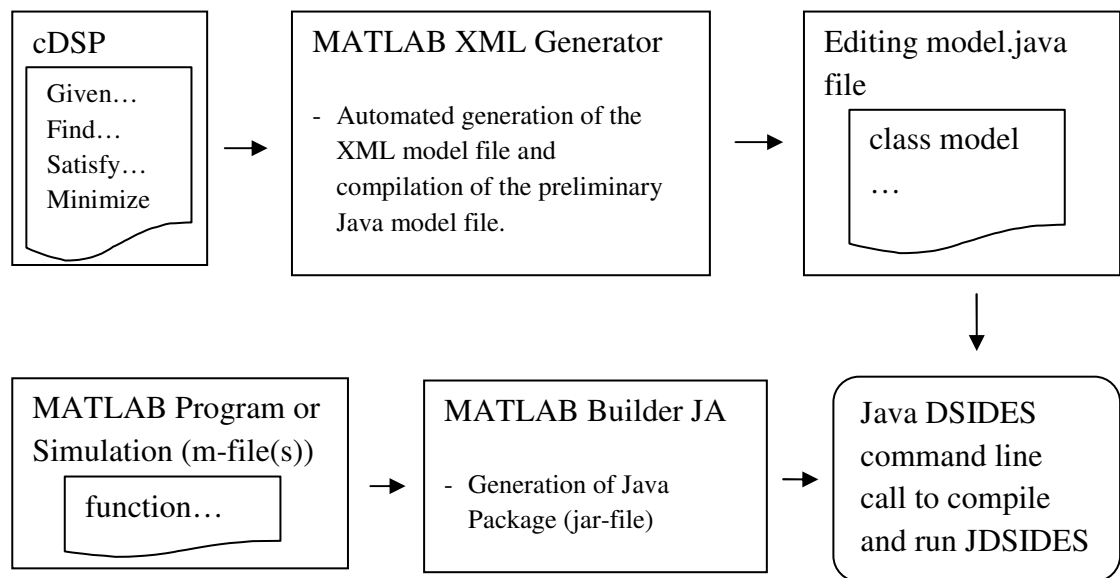 cDSP
Given…
Find…
Satisfy…
Minimize
MATLAB XML Generator
- Automated generation of the
XML model file and
compilation of the preliminary
Java model file.
Editing model.java
file
class model
…
MATLAB Program or
Simulation (m-file(s))
function…
MATLAB Builder JA
- Generation of Java
Package (jar-file)
Java DSIDES
command line
call to compile
and run JDSIDES